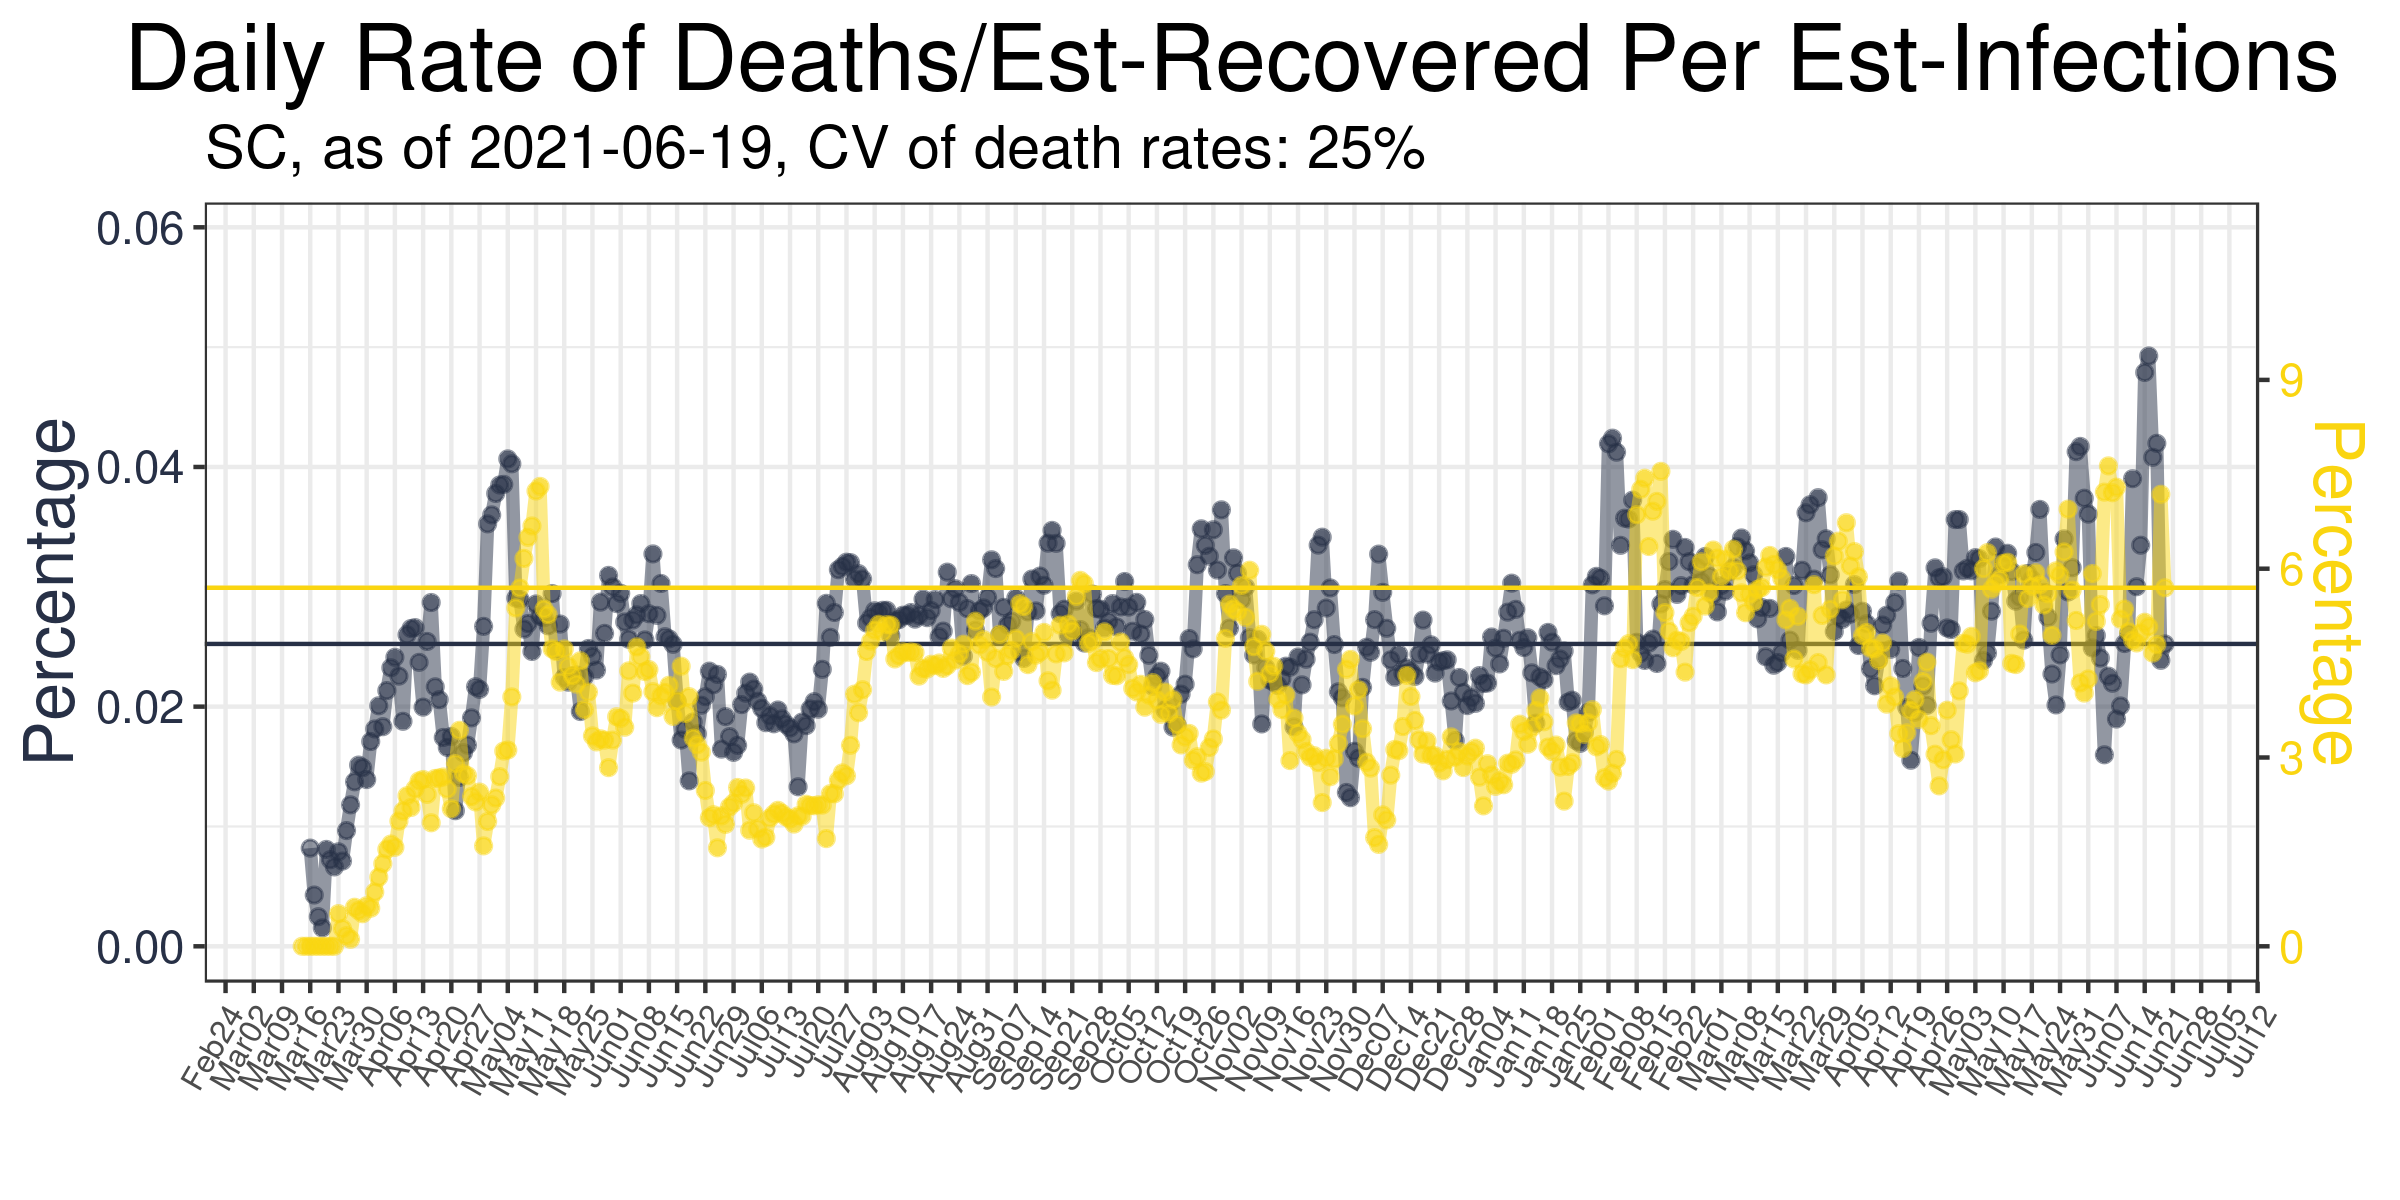 Daily Rate of Deaths/Est-Recovered Per Est-Infections
SC, as of 2021-06-19, CV of death rates: 25%
Percentage
0.06
0.04
0.02
0.00
9
6
3
0
Percentage
Feb24
Mar02
Mar09
Mar16
Mar23
Mar30
Apr06
Apr13
Apr20
Apr27
May04
May11
May18
May25
Jun01
Jun08
Jun15
Jun22
Jun29
Jul06
Jul13
Jul20
Jul27
Aug03
Aug10
Aug17
Aug24
Aug31
Sep07
Sep14
Sep21
Sep28
Oct05
Oct12
Oct19
Oct26
Nov02
Nov09
Nov16
Nov23
Nov30
Dec07
Dec14
Dec21
Dec28
Jan04
Jan11
Jan18
Jan25
Feb01
Feb08
Feb15
Feb22
Mar01
Mar08
Mar15
Mar22
Mar29
Apr05
Apr12
Apr19
Apr26
May03
May10
May17
May24
May31
Jun07
Jun14
Jun21
Jun28
Jul05
Jul12